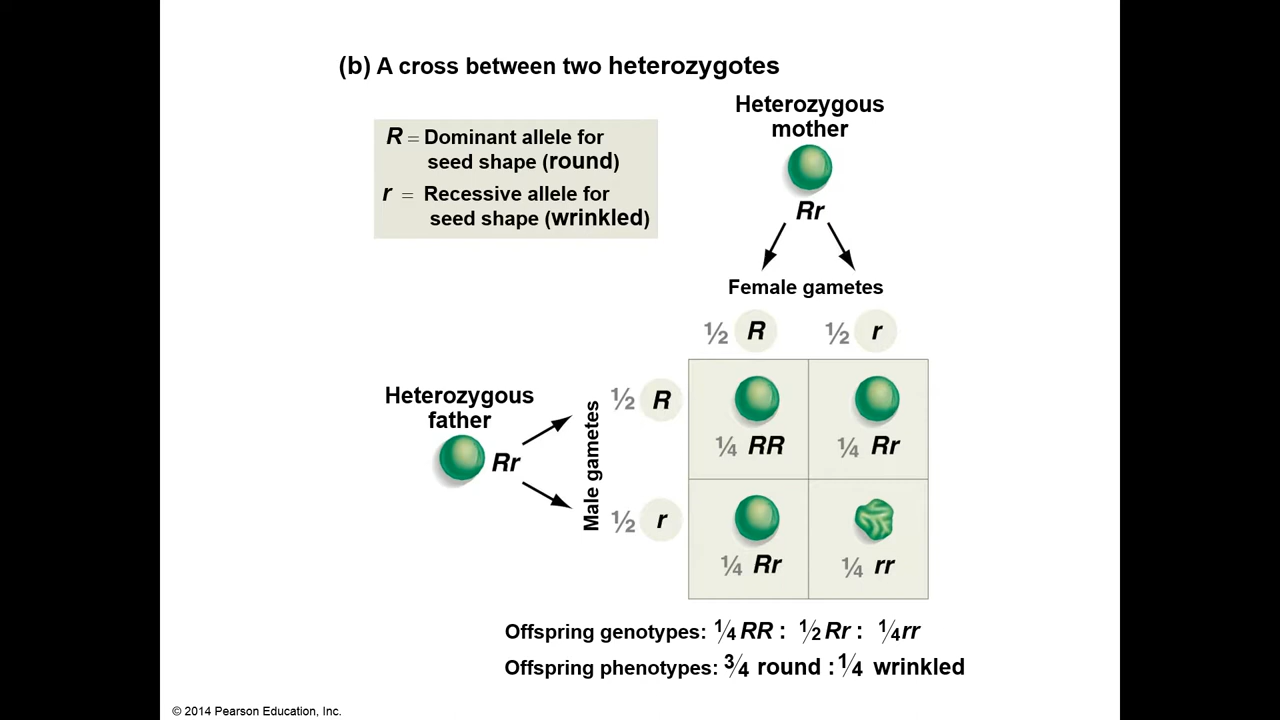 (b) A cross between two heterozygotes
R = Dominant allele for
seed shape (round)
r = Recessive allele for
seed shape (wrinkled)
Heterozygous
mother
Rr
Female gametes
½ R ½ r
Heterozygous
father
Rr
Male gametes
½ R
¼ RR ¼ Rr
½ r
¼ Rr ¼ rr
Offspring genotypes: ¼ RR : ½ Rr : ¼ rr
Offspring phenotypes: ¾ round : ¼ wrinkled
© 2014 Pearson Education, Inc.